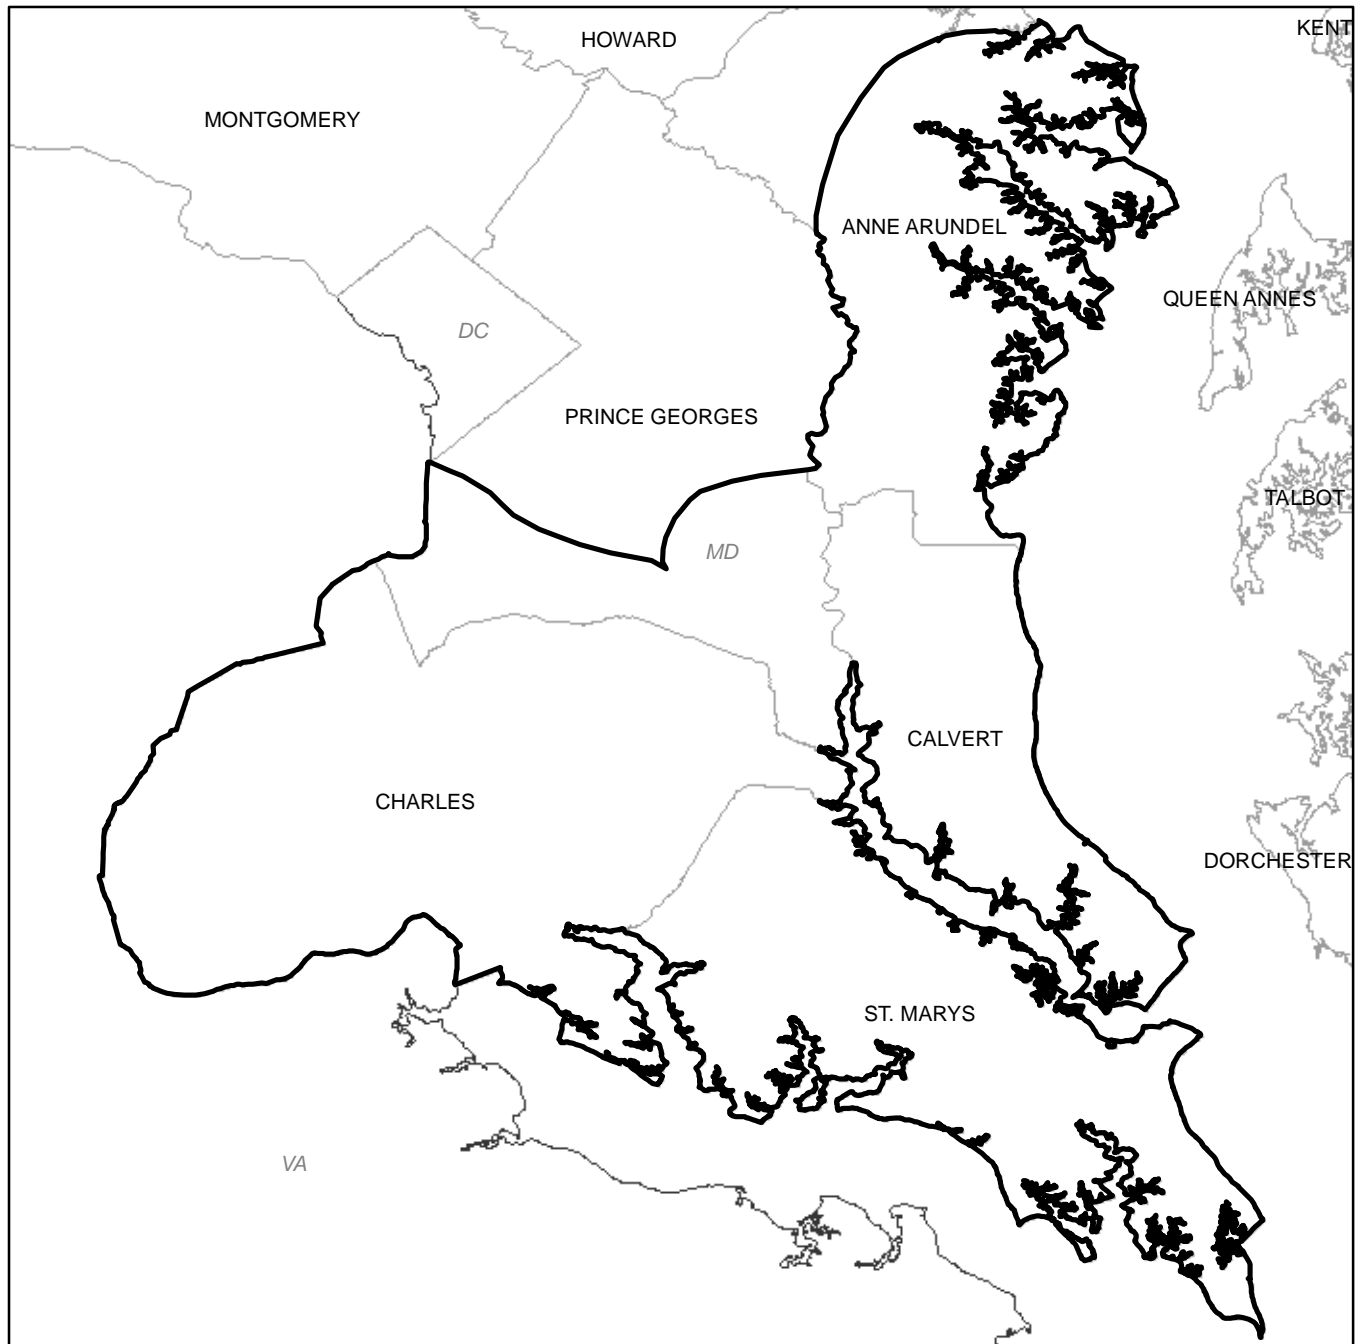 KENT
HOWARD
MONTGOMERY
ANNE ARUNDEL
QUEEN ANNES
DC
PRINCE GEORGES
TALBOT
MD
CALVERT
CHARLES
DORCHESTER
ST. MARYS
VA